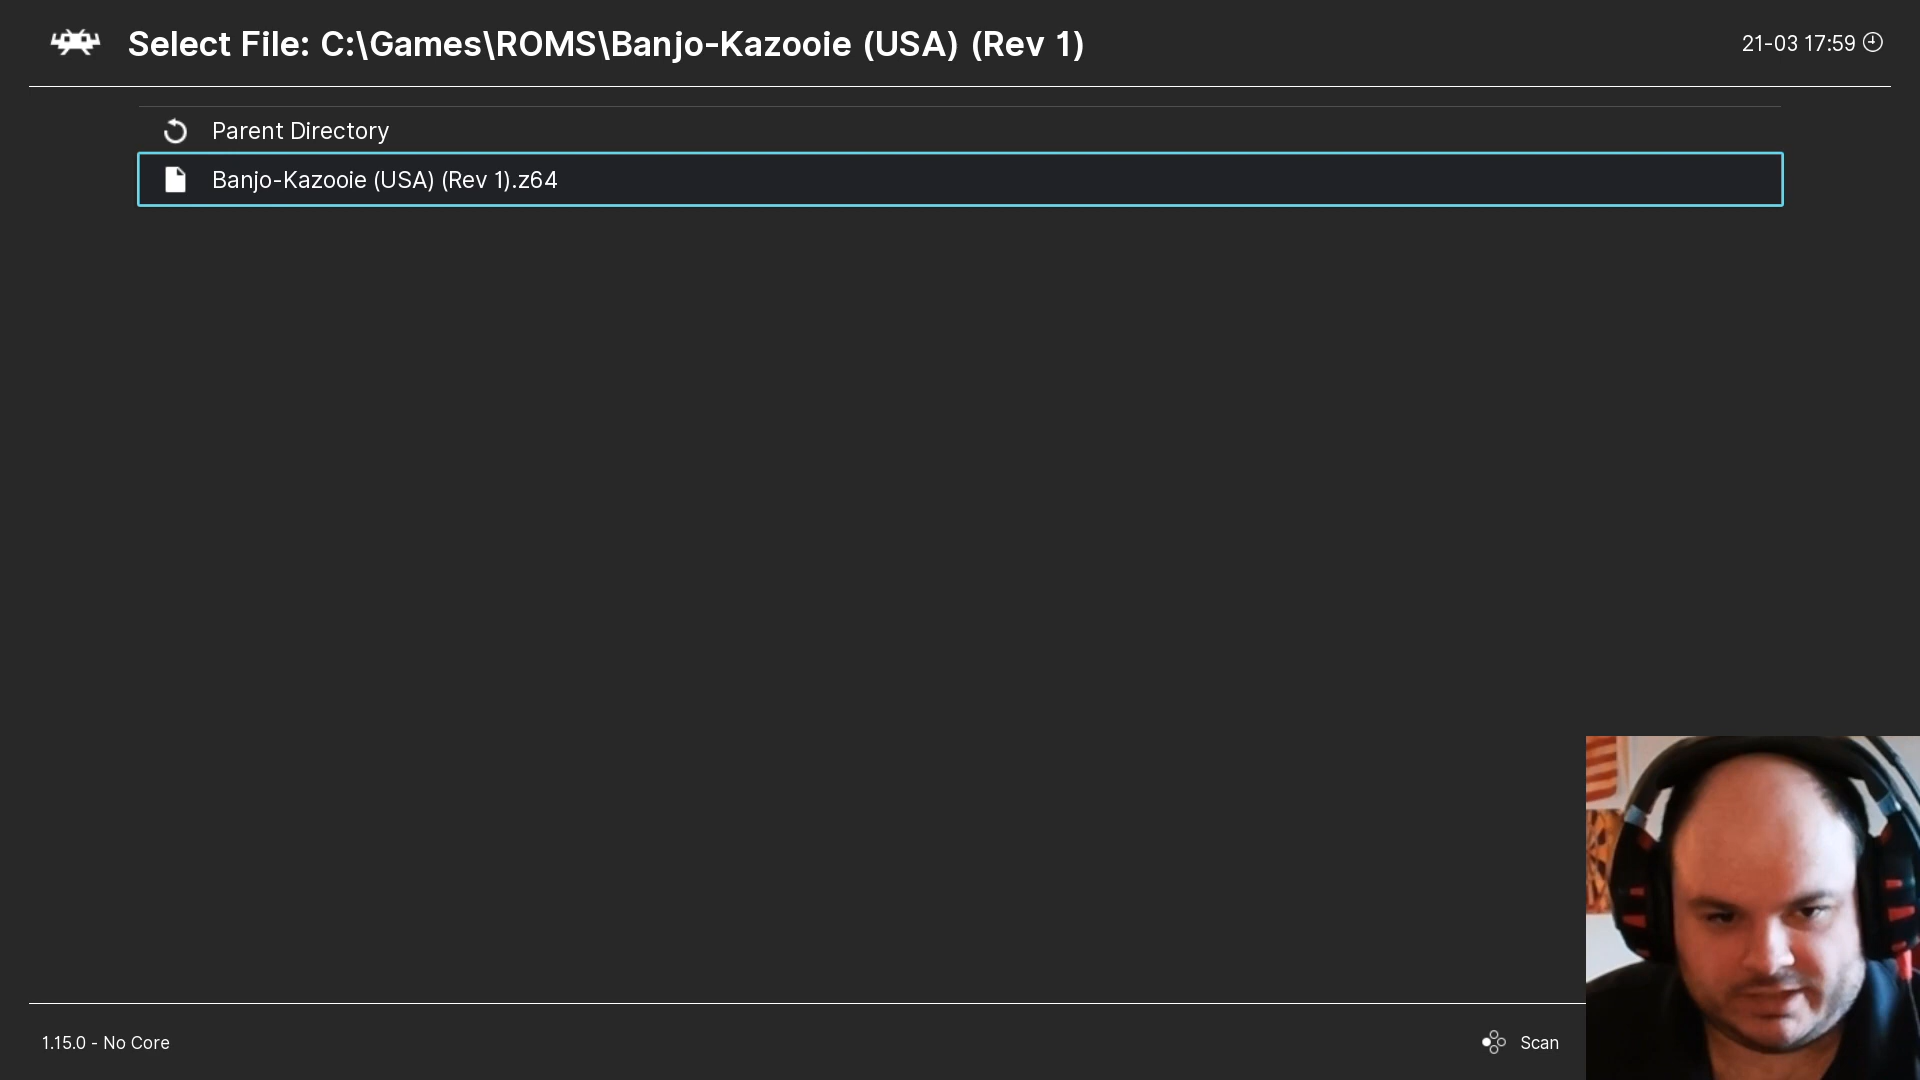 Select File: C:\Games\ROMS\Banjo-Kazooie (USA) (Rev 1)
21-03 17:59
Parent Directory
Banjo-Kazooie (USA) (Rev 1).z64
1.15.0 - No Core
Scan